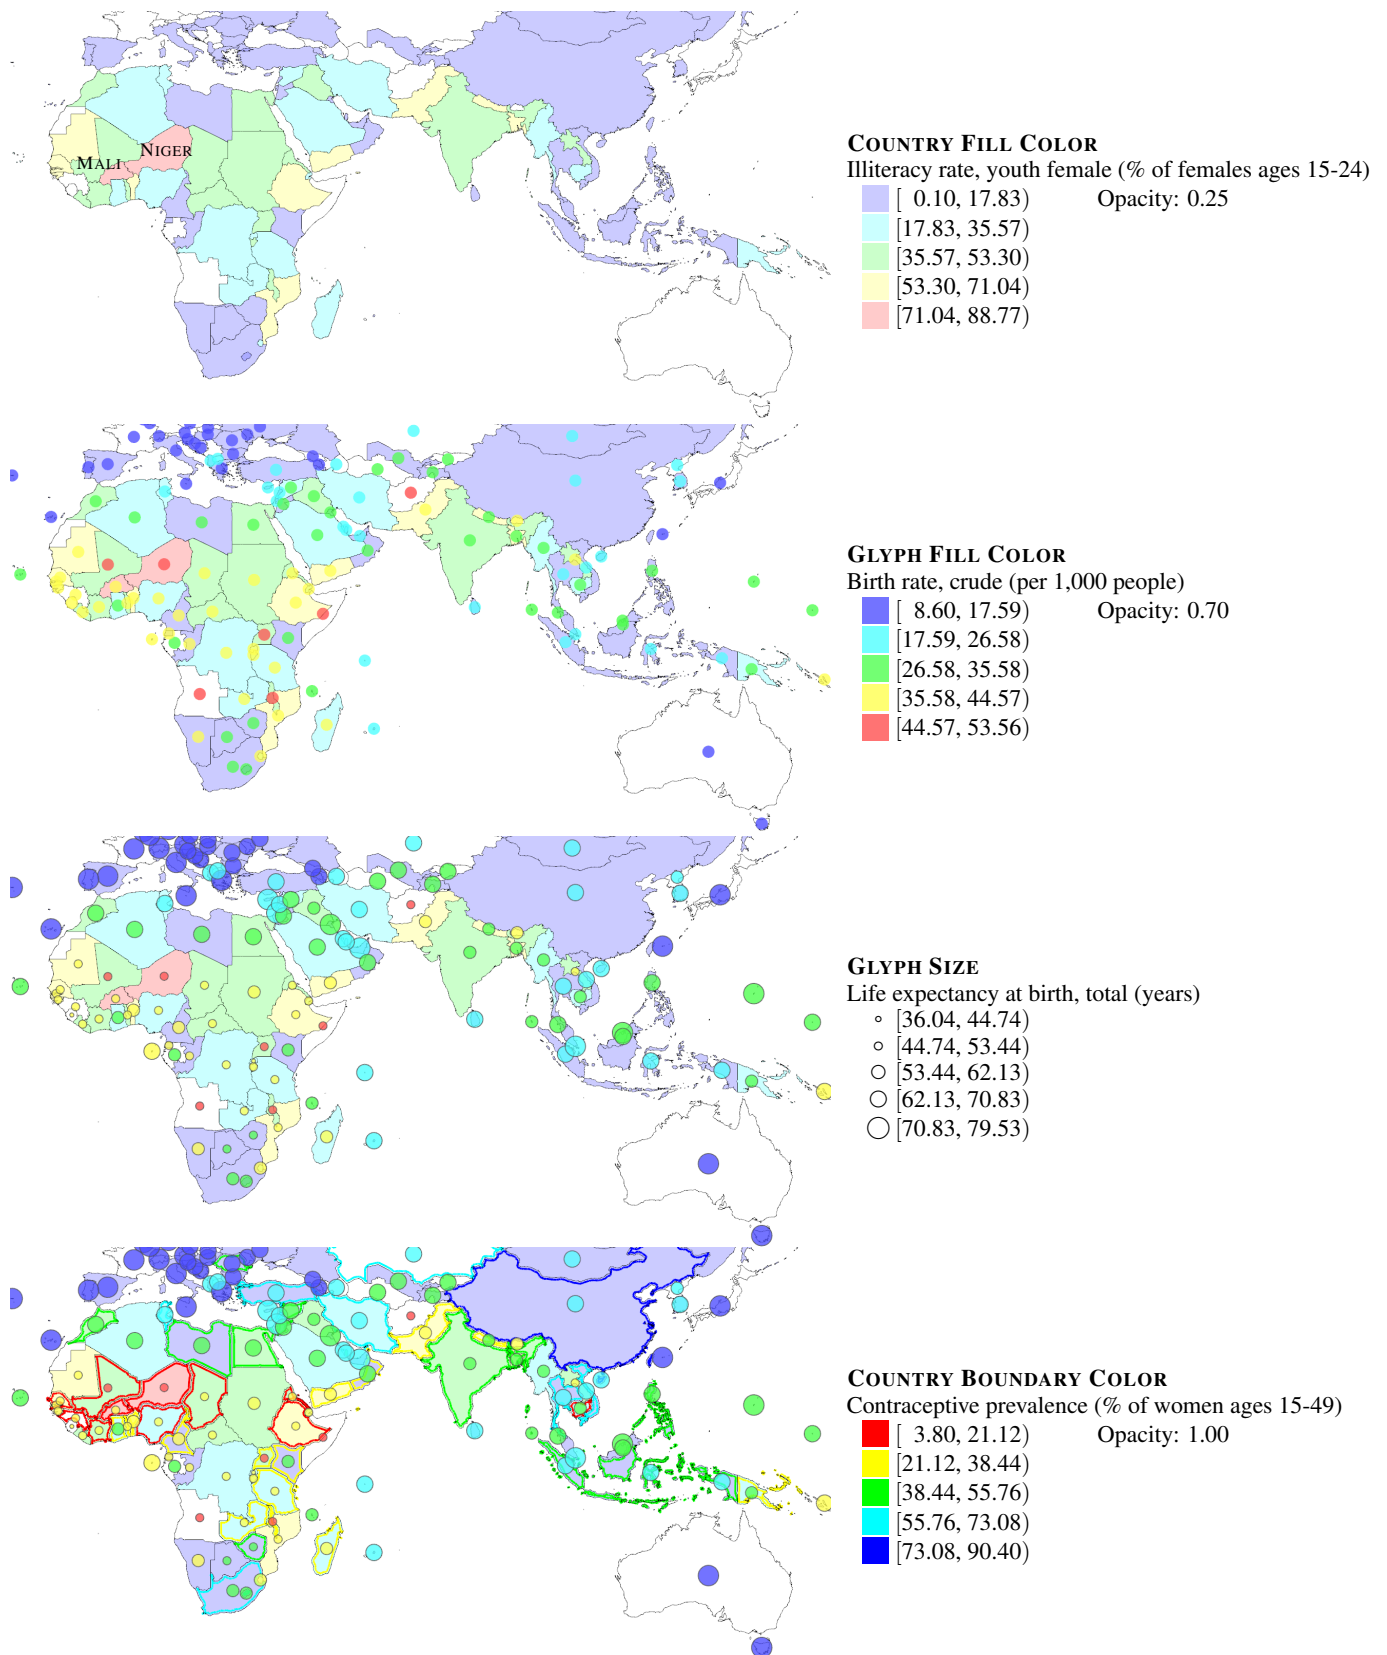 NIGER
MALI
COUNTRY FILL COLOR
Illiteracy rate, youth female (% of females ages 15-24)
[ 0.10, 17.83) Opacity: 0.25
[17.83, 35.57)
[35.57, 53.30)
[53.30, 71.04)
[71.04, 88.77)
GLYPH FILL COLOR
Birth rate, crude (per 1,000 people)
[ 8.60, 17.59) Opacity: 0.70
[17.59, 26.58)
[26.58, 35.58)
[35.58, 44.57)
[44.57, 53.56)
GLYPH SIZE
Life expectancy at birth, total (years)
[36.04, 44.74)
[44.74, 53.44)
[53.44, 62.13)
[62.13, 70.83)
[70.83, 79.53)
COUNTRY BOUNDARY COLOR
Contraceptive prevalence (% of women ages 15-49)
[ 3.80, 21.12) Opacity: 1.00
[21.12, 38.44)
[38.44, 55.76)
[55.76, 73.08)
[73.08, 90.40)